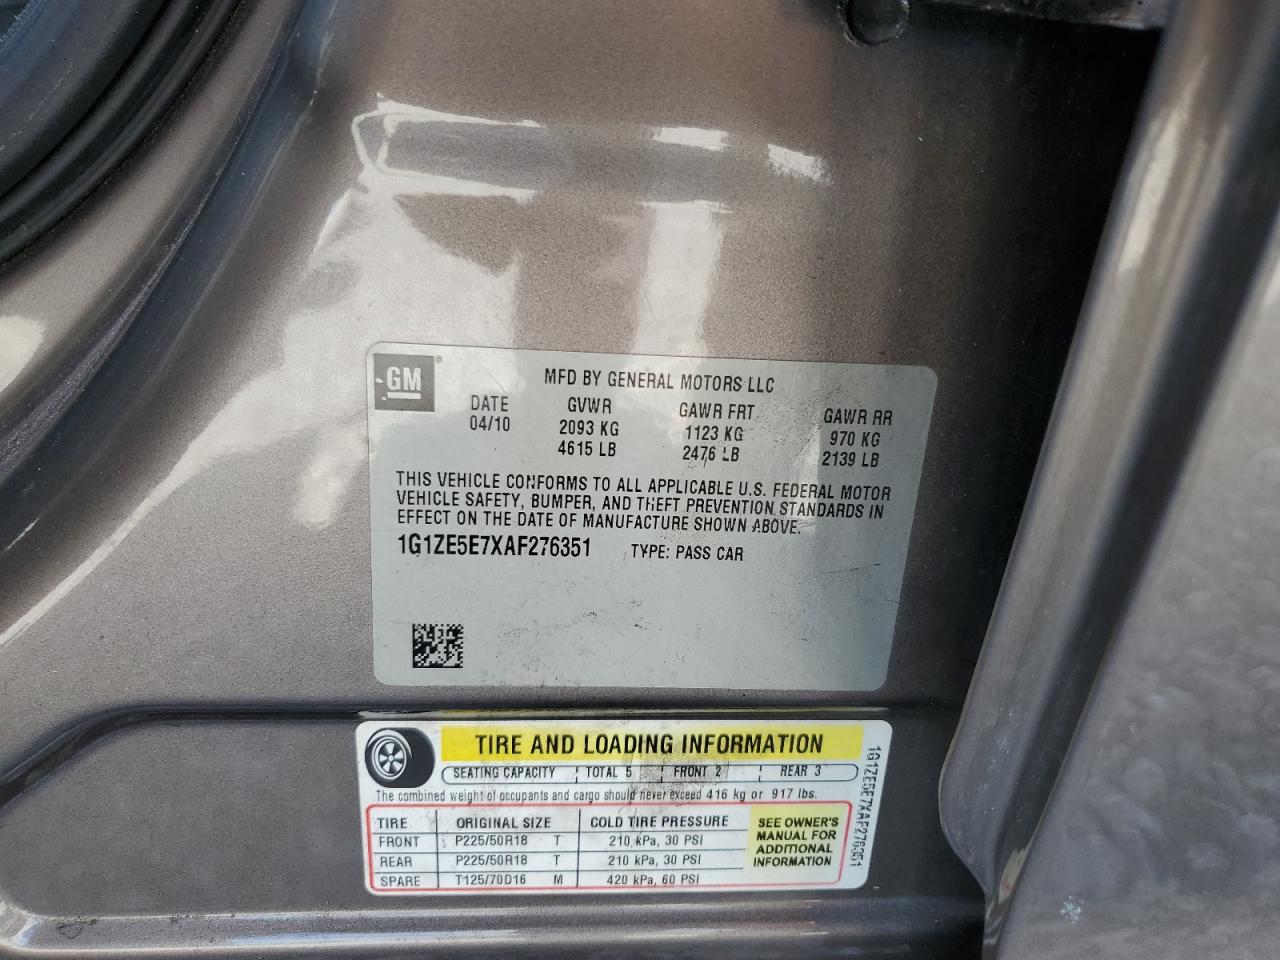 GM®
MFD BY GENERAL MOTORS LLC
DATE GVWR GAWR FRT GAWR RR
04/10 2093 KG 1123 KG 970 KG
4615 LB 2476 LB 2139 LB
THIS VEHICLE CONFORMS TO ALL APPLICABLE U.S. FEDERAL MOTOR
VEHICLE SAFETY, BUMPER, AND THEFT PREVENTION STANDARDS IN
EFFECT ON THE DATE OF MANUFACTURE SHOWN ABOVE.
1G1ZE5E7XAF276351 TYPE: PASS CAR
TIRE AND LOADING INFORMATION
SEATING CAPACITY TOTAL 5 FRONT 2 REAR 3
The combined weight of occupants and cargo should never exceed 416 kg or 917 lbs.
TIRE ORIGINAL SIZE COLD TIRE PRESSURE
FRONT P225/50R18 T 210 kPa, 30 PSI
REAR P225/50R18 T 210 kPa, 30 PSI
SPARE T125/70D16 M 420 kPa, 60 PSI
SEE OWNER'S
MANUAL FOR
ADDITIONAL
INFORMATION
1G1ZE5E7XAF276351